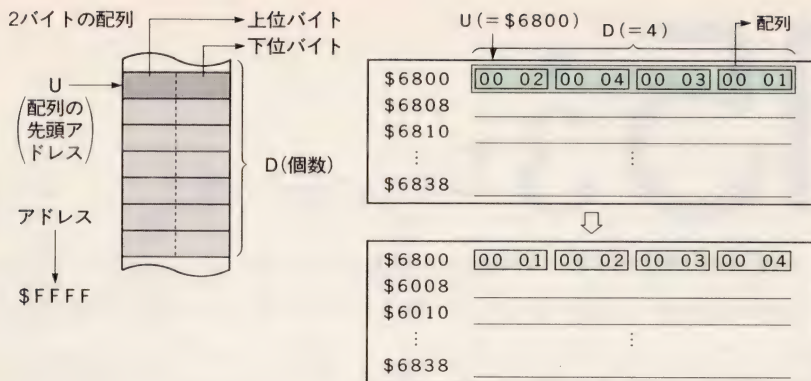 2バイトの配列
上位バイト
下位バイト
U
(配列の先頭アドレス)
D(個数)
アドレス
$FFFF
U(=$6800)
D(=4)
配列
$6800 00 02 00 04 00 03 00 01
$6808
$6810
⋮ ⋮
$6838
$6800 00 01 00 02 00 03 00 04
$6008
$6010
⋮ ⋮
$6838